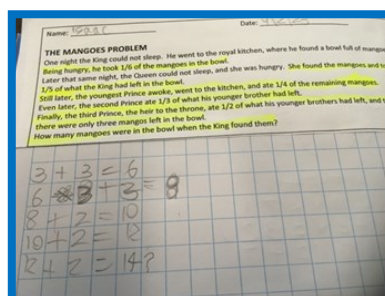 Name: Isaac Date:
THE MANGOES PROBLEM
One night the King could not sleep. He went to the royal kitchen, where he found a bowl full of
Being hungry, he took 1/6 of the mangoes in the bowl.
Later that same night, the Queen could not sleep, and she was hungry. She found the mangoes and
1/5 of what the King had left in the bowl.
Still later, the youngest Prince awoke, went to the kitchen, and ate 1/4 of the remaining mangoes.
Even later, the second Prince ate 1/3 of what his younger brother had left.
Finally, the third Prince, the heir to the throne, ate 1/2 of what his younger brothers had left, and
there were only three mangos left in the bowl.
How many mangoes were in the bowl when the King found them?
3 + 3 = 6
6 + 3 = 9
8 + 2 = 10
10 + 2 = 12
12 + 2 = 14?